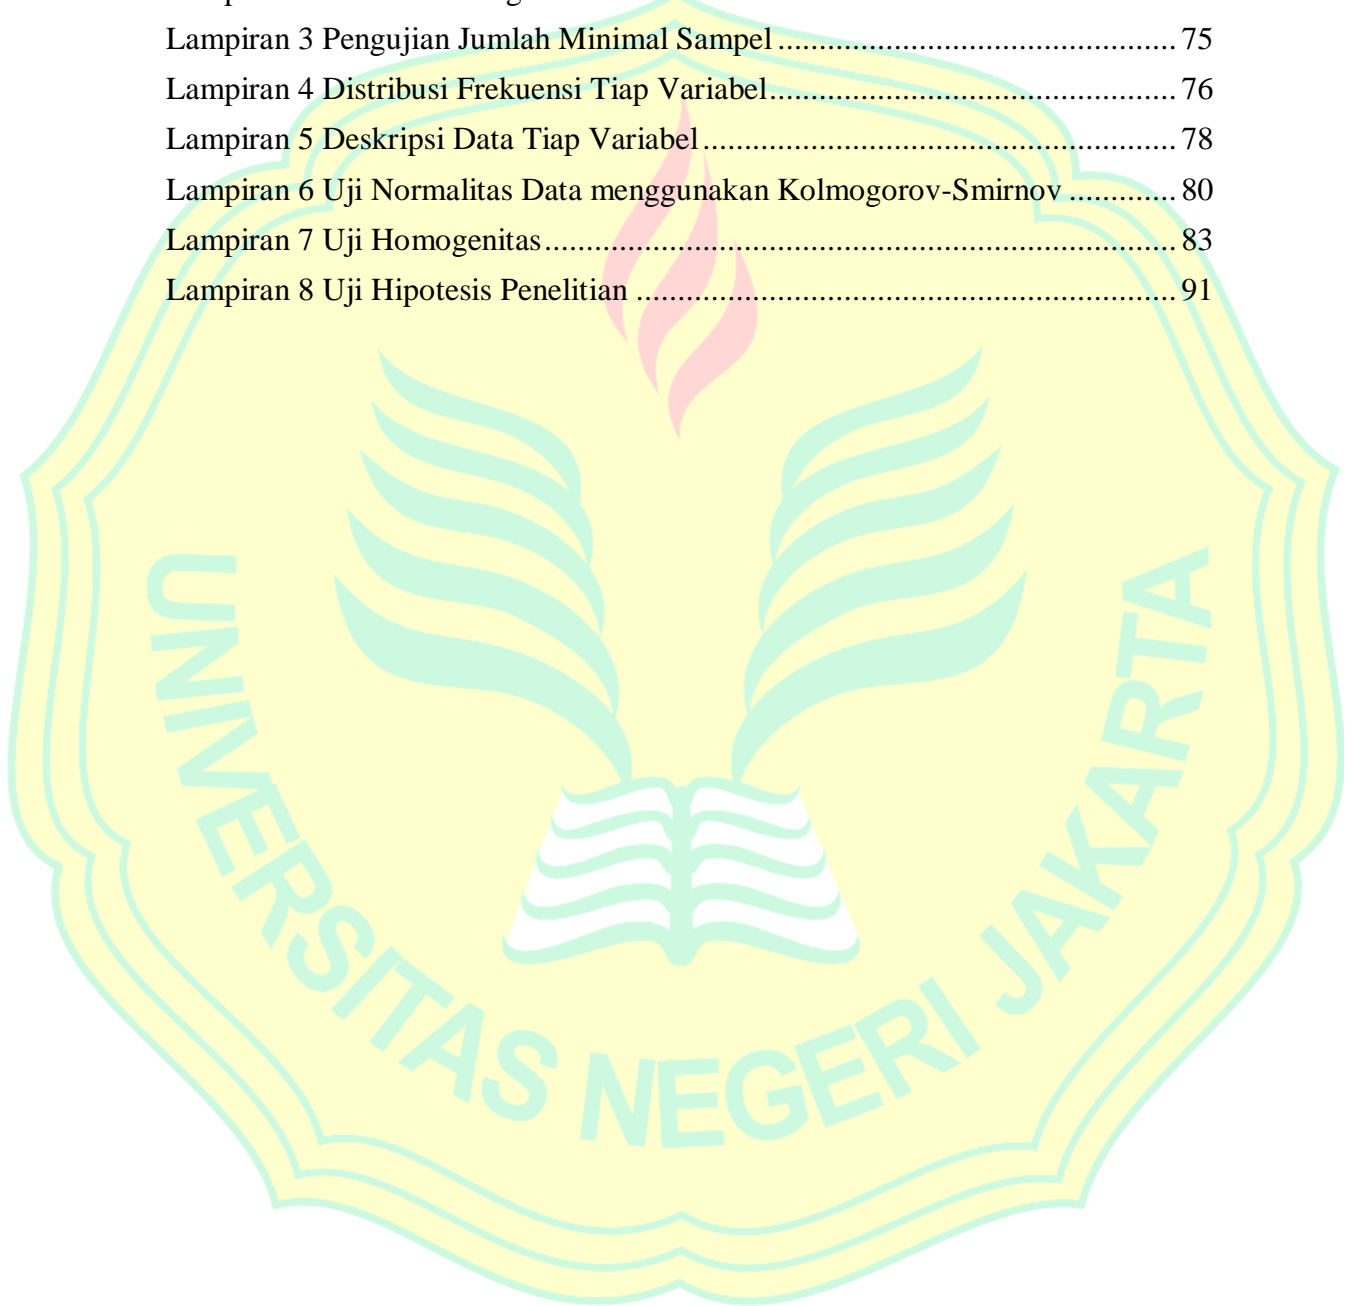 Lampiran 3 Pengujian Jumlah Minimal Sampel ................................................ 75
Lampiran 4 Distribusi Frekuensi Tiap Variabel................................................. 76
Lampiran 5 Deskripsi Data Tiap Variabel ......................................................... 78
Lampiran 6 Uji Normalitas Data menggunakan Kolmogorov-Smirnov ............. 80
Lampiran 7 Uji Homogenitas............................................................................ 83
Lampiran 8 Uji Hipotesis Penelitian ................................................................. 91
UNIVERSITAS NEGERI JAKARTA